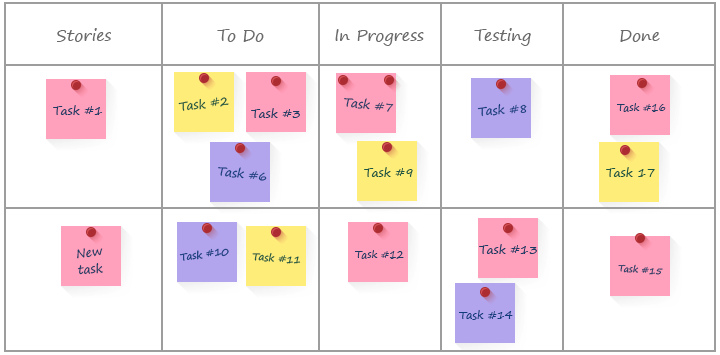 Stories
To Do
In Progress
Testing
Done
Task #1
Task #2
Task #3
Task #6
Task #7
Task #9
Task #8
Task #16
Task 17
New
task
Task #10
Task #11
Task #12
Task #13
Task #14
Task #15